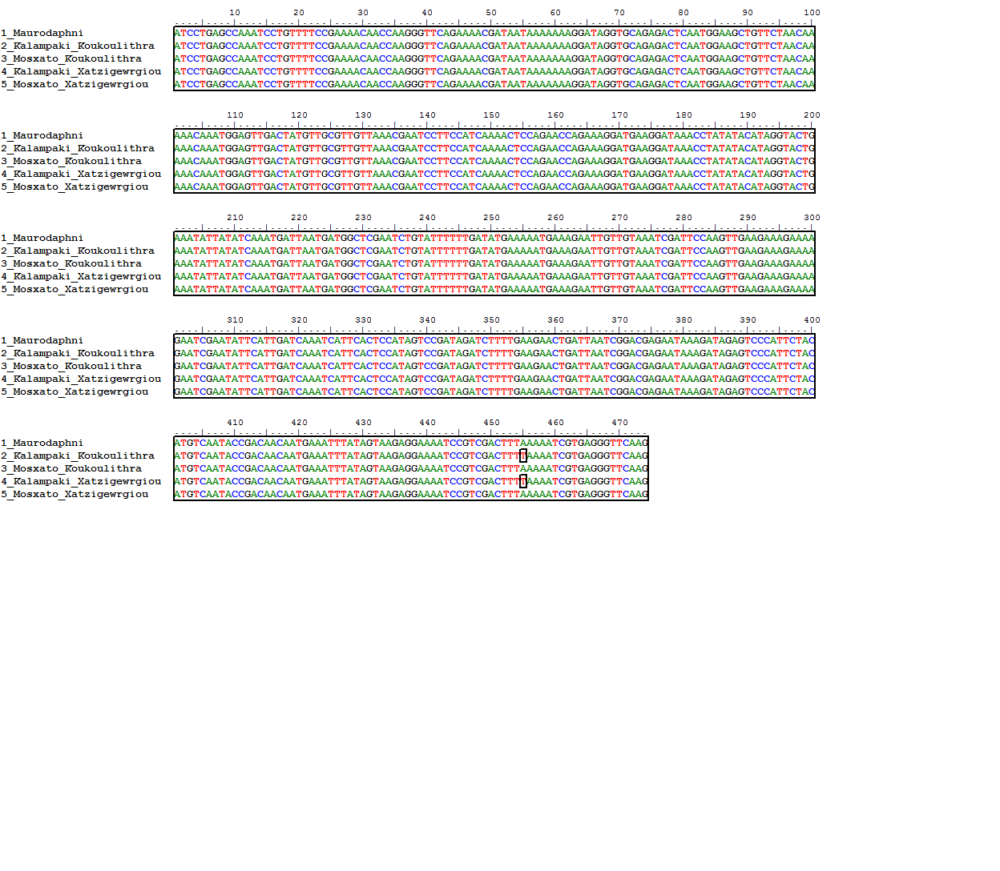 10 20 30 40 50 60 70 80 90 100
1_Maurodaphni ATCCTGAGCCAAATCCTGTTTTCCGAAAACAACCAAGGGTTCAGAAAACGATAATAAAAAAAGGATAGGTGCAGAGACTCAATGGAAGCTGTTCTAACAA
2_Kalampaki_Koukoulithra ATCCTGAGCCAAATCCTGTTTTCCGAAAACAACCAAGGGTTCAGAAAACGATAATAAAAAAAGGATAGGTGCAGAGACTCAATGGAAGCTGTTCTAACAA
3_Mosxato_Koukoulithra ATCCTGAGCCAAATCCTGTTTTCCGAAAACAACCAAGGGTTCAGAAAACGATAATAAAAAAAGGATAGGTGCAGAGACTCAATGGAAGCTGTTCTAACAA
4_Kalampaki_Xatzigewrgiou ATCCTGAGCCAAATCCTGTTTTCCGAAAACAACCAAGGGTTCAGAAAACGATAATAAAAAAAGGATAGGTGCAGAGACTCAATGGAAGCTGTTCTAACAA
5_Mosxato_Xatzigewrgiou ATCCTGAGCCAAATCCTGTTTTCCGAAAACAACCAAGGGTTCAGAAAACGATAATAAAAAAAGGATAGGTGCAGAGACTCAATGGAAGCTGTTCTAACAA
110 120 130 140 150 160 170 180 190 200
1_Maurodaphni AAACAAATGGAGTTGACTATGTTGCGTTGTTAAACGAATCCTTCCATCAAAACTCCAGAACCAGAAAGGATGAAGGATAAACCTATATACATAGGTACTG
2_Kalampaki_Koukoulithra AAACAAATGGAGTTGACTATGTTGCGTTGTTAAACGAATCCTTCCATCAAAACTCCAGAACCAGAAAGGATGAAGGATAAACCTATATACATAGGTACTG
3_Mosxato_Koukoulithra AAACAAATGGAGTTGACTATGTTGCGTTGTTAAACGAATCCTTCCATCAAAACTCCAGAACCAGAAAGGATGAAGGATAAACCTATATACATAGGTACTG
4_Kalampaki_Xatzigewrgiou AAACAAATGGAGTTGACTATGTTGCGTTGTTAAACGAATCCTTCCATCAAAACTCCAGAACCAGAAAGGATGAAGGATAAACCTATATACATAGGTACTG
5_Mosxato_Xatzigewrgiou AAACAAATGGAGTTGACTATGTTGCGTTGTTAAACGAATCCTTCCATCAAAACTCCAGAACCAGAAAGGATGAAGGATAAACCTATATACATAGGTACTG
210 220 230 240 250 260 270 280 290 300
1_Maurodaphni AAATATTATATCAAATGATTAATGATGGCTCGAATCTGTATTTTTTGATATGAAAAATGAAAGAATTGTTGTAAATCGATTCCAAGTTGAAGAAAGAAAA
2_Kalampaki_Koukoulithra AAATATTATATCAAATGATTAATGATGGCTCGAATCTGTATTTTTTGATATGAAAAATGAAAGAATTGTTGTAAATCGATTCCAAGTTGAAGAAAGAAAA
3_Mosxato_Koukoulithra AAATATTATATCAAATGATTAATGATGGCTCGAATCTGTATTTTTTGATATGAAAAATGAAAGAATTGTTGTAAATCGATTCCAAGTTGAAGAAAGAAAA
4_Kalampaki_Xatzigewrgiou AAATATTATATCAAATGATTAATGATGGCTCGAATCTGTATTTTTTGATATGAAAAATGAAAGAATTGTTGTAAATCGATTCCAAGTTGAAGAAAGAAAA
5_Mosxato_Xatzigewrgiou AAATATTATATCAAATGATTAATGATGGCTCGAATCTGTATTTTTTGATATGAAAAATGAAAGAATTGTTGTAAATCGATTCCAAGTTGAAGAAAGAAAA
310 320 330 340 350 360 370 380 390 400
1_Maurodaphni GAATCGAATATTCATTGATCAAATCATTCACTCCATAGTCCGATAGATCTTTTGAAGAACTGATTAATCGGACGAGAATAAAGATAGAGTCCCATTCTAC
2_Kalampaki_Koukoulithra GAATCGAATATTCATTGATCAAATCATTCACTCCATAGTCCGATAGATCTTTTGAAGAACTGATTAATCGGACGAGAATAAAGATAGAGTCCCATTCTAC
3_Mosxato_Koukoulithra GAATCGAATATTCATTGATCAAATCATTCACTCCATAGTCCGATAGATCTTTTGAAGAACTGATTAATCGGACGAGAATAAAGATAGAGTCCCATTCTAC
4_Kalampaki_Xatzigewrgiou GAATCGAATATTCATTGATCAAATCATTCACTCCATAGTCCGATAGATCTTTTGAAGAACTGATTAATCGGACGAGAATAAAGATAGAGTCCCATTCTAC
5_Mosxato_Xatzigewrgiou GAATCGAATATTCATTGATCAAATCATTCACTCCATAGTCCGATAGATCTTTTGAAGAACTGATTAATCGGACGAGAATAAAGATAGAGTCCCATTCTAC
410 420 430 440 450 460 470
1_Maurodaphni ATGTCAATACCGACAACAATGAAATTTATAGTAAGAGGAAAATCCGTCGACTTTAAAAATCGTGAGGGTTCAAG
2_Kalampaki_Koukoulithra ATGTCAATACCGACAACAATGAAATTTATAGTAAGAGGAAAATCCGTCGACTTTTAAAATCGTGAGGGTTCAAG
3_Mosxato_Koukoulithra ATGTCAATACCGACAACAATGAAATTTATAGTAAGAGGAAAATCCGTCGACTTTAAAAATCGTGAGGGTTCAAG
4_Kalampaki_Xatzigewrgiou ATGTCAATACCGACAACAATGAAATTTATAGTAAGAGGAAAATCCGTCGACTTTTAAAATCGTGAGGGTTCAAG
5_Mosxato_Xatzigewrgiou ATGTCAATACCGACAACAATGAAATTTATAGTAAGAGGAAAATCCGTCGACTTTAAAAATCGTGAGGGTTCAAG